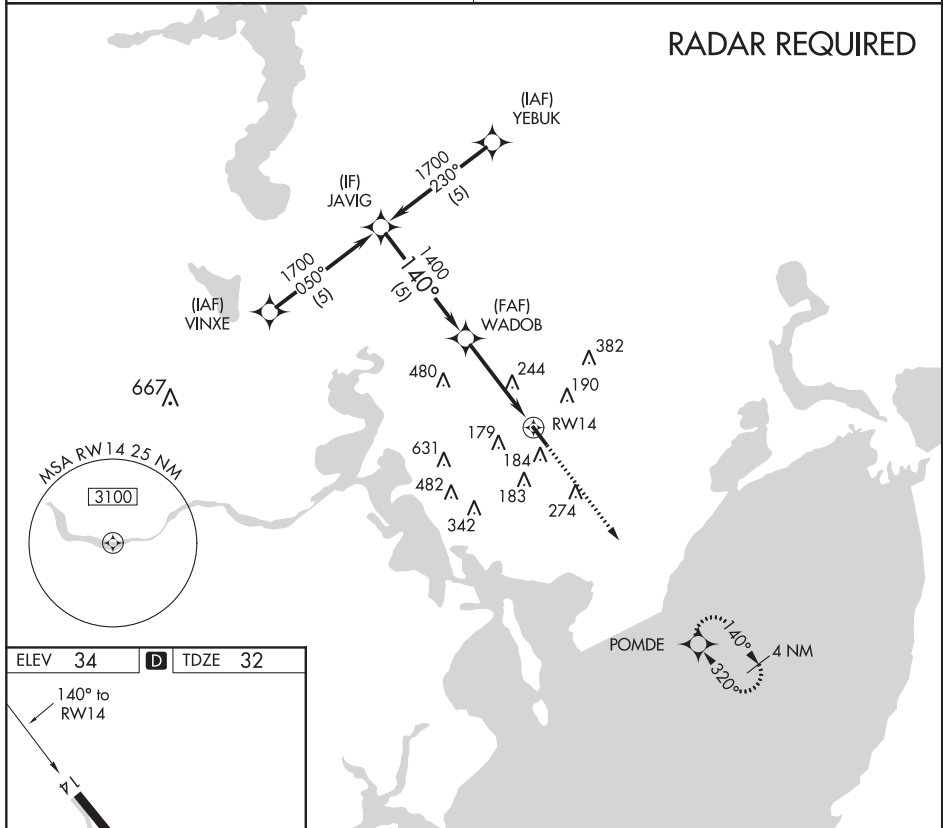 RADAR REQUIRED
(IAF)
YEBUK
1700
230°
(5)
(IF)
JAVIG
1700
050°
(5)
1400
140°
(5)
(IAF)
VINXE
(FAF)
WADOB
382
480
244
190
667
RW14
179
631
184
MSA RW14 25 NM
482
183
3100
342
274
POMDE
140°
4 NM
320°
ELEV 34
D
TDZE 32
140° to
RW14
14